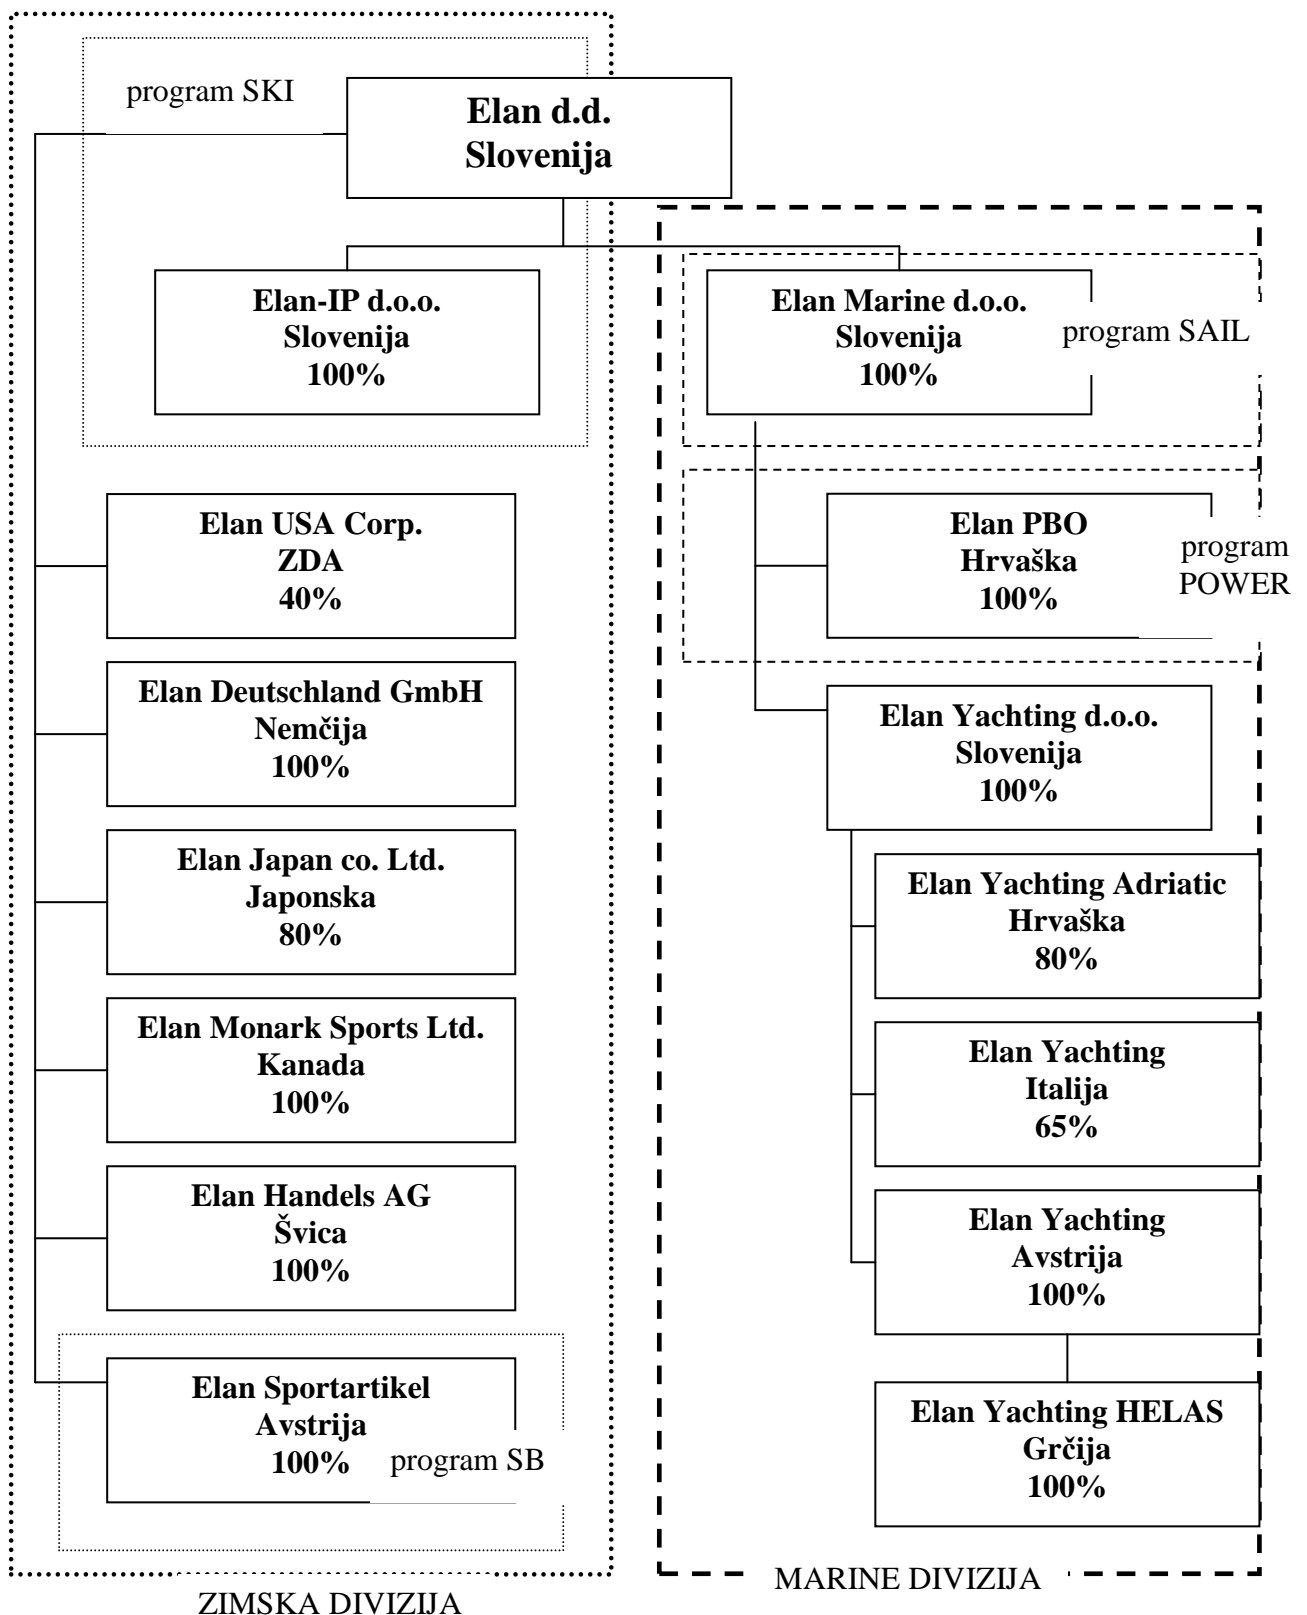 program SKI
Elan d.d.
Slovenija
Elan-IP d.o.o.
Slovenija
100%
Elan USA Corp.
ZDA
40%
Elan Deutschland GmbH
Nemčija
100%
Elan Japan co. Ltd.
Japonska
80%
Elan Monark Sports Ltd.
Kanada
100%
Elan Handels AG
Švica
100%
Elan Sportartikel
Avstrija
100%
program SB
ZIMSKA DIVIZIJA
Elan Marine d.o.o.
Slovenija
100%
program SAIL
Elan PBO
Hrvaška
100%
program
POWER
Elan Yachting d.o.o.
Slovenija
100%
Elan Yachting Adriatic
Hrvaška
80%
Elan Yachting
Italija
65%
Elan Yachting
Avstrija
100%
Elan Yachting HELAS
Grčija
100%
MARINE DIVIZIJA